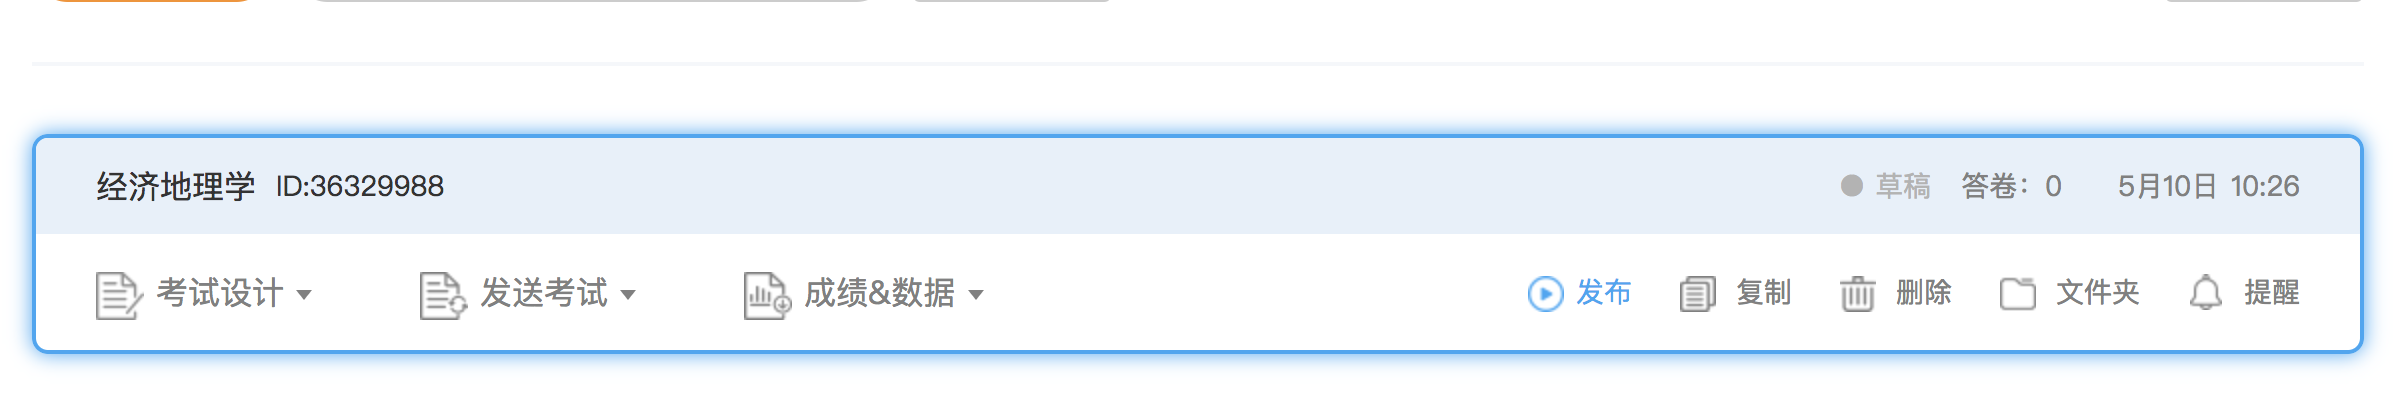 经济地理学 ID:36329988 草稿 答卷：0 5月10日 10:26
考试设计 发送考试 成绩&数据 发布 复制 删除 文件夹 提醒